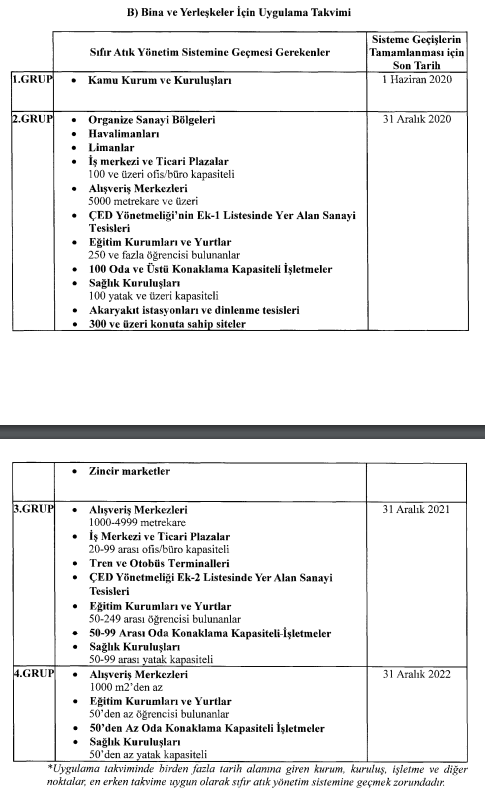 B) Bina ve Yerleşkeler İçin Uygulama Takvimi
Sıfır Atık Yönetim Sistemine Geçmesi Gerekenler
Sisteme Geçişlerin
Tamamlanması için
Son Tarih
1.GRUP
• Kamu Kurum ve Kuruluşları
1 Haziran 2020
2.GRUP
• Organize Sanayi Bölgeleri
31 Aralık 2020
• Havalimanları
• Limanlar
• İş merkezi ve Ticari Plazalar
100 ve üzeri ofis/büro kapasiteli
• Alışveriş Merkezleri
5000 metrekare ve üzeri
• ÇED Yönetmeliği'nin Ek-1 Listesinde Yer Alan Sanayi
Tesisleri
• Eğitim Kurumları ve Yurtlar
250 ve fazla öğrencisi bulunanlar
• 100 Oda ve Üstü Konaklama Kapasiteli İşletmeler
• Sağlık Kuruluşları
100 yatak ve üzeri kapasiteli
• Akaryakıt istasyonları ve dinlenme tesisleri
• 300 ve üzeri konuta sahip siteler
• Zincir marketler
3.GRUP
• Alışveriş Merkezleri
31 Aralık 2021
1000-4999 metrekare
• İş Merkezi ve Ticari Plazalar
20-99 arası ofis/büro kapasiteli
• Tren ve Otobüs Terminalleri
• ÇED Yönetmeliği Ek-2 Listesinde Yer Alan Sanayi
Tesisleri
• Eğitim Kurumları ve Yurtlar
50-249 arası öğrencisi bulunanlar
• 50-99 Arası Oda Konaklama Kapasiteli-İşletmeler
• Sağlık Kuruluşları
50-99 arası yatak kapasiteli
4.GRUP
• Alışveriş Merkezleri
31 Aralık 2022
1000 m2'den az
• Eğitim Kurumları ve Yurtlar
50'den az öğrencisi bulunanlar
• 50'den Az Oda Konaklama Kapasiteli İşletmeler
• Sağlık Kuruluşları
50'den az yatak kapasiteli
*Uygulama takviminde birden fazla tarih alanına giren kurum, kuruluş, işletme ve diğer
noktalar, en erken takvime uygun olarak sıfır atık yönetim sistemine geçmek zorundadır.